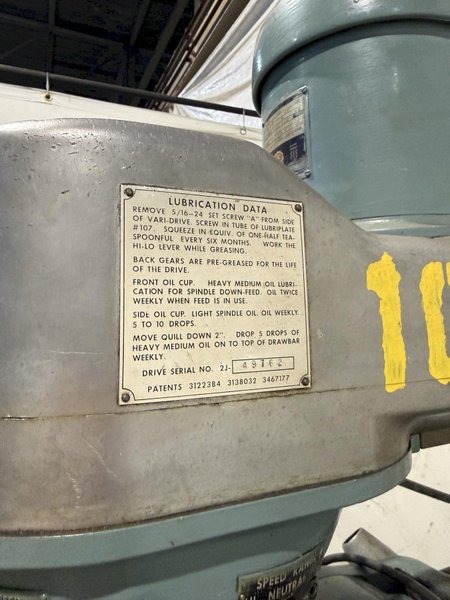 LUBRICATION DATA
REMOVE 5/16-24 SET SCREW "A" FROM SIDE
OF VARI-DRIVE. SCREW IN TUBE OF LUBRIPLATE
#107. SQUEEZE IN EQUIV. OF ONE-HALF TEA-
SPOONFUL EVERY SIX MONTHS. WORK THE
HI-LO LEVER WHILE GREASING.
BACK GEARS ARE PRE-GREASED FOR THE LIFE
OF THE DRIVE.
FRONT OIL CUP. HEAVY MEDIUM OIL LUBRI-
CATION FOR SPINDLE DOWN-FEED. OIL TWICE
WEEKLY WHEN FEED IS IN USE.
SIDE OIL CUP. LIGHT SPINDLE OIL. OIL WEEKLY.
5 TO 10 DROPS.
MOVE QUILL DOWN 2". DROP 5 DROPS OF
HEAVY MEDIUM OIL ON TO TOP OF DRAWBAR
WEEKLY.
DRIVE SERIAL NO. 2J- 49762
PATENTS 3122384 3138032 3467177
10
SPEED
NEUTRA